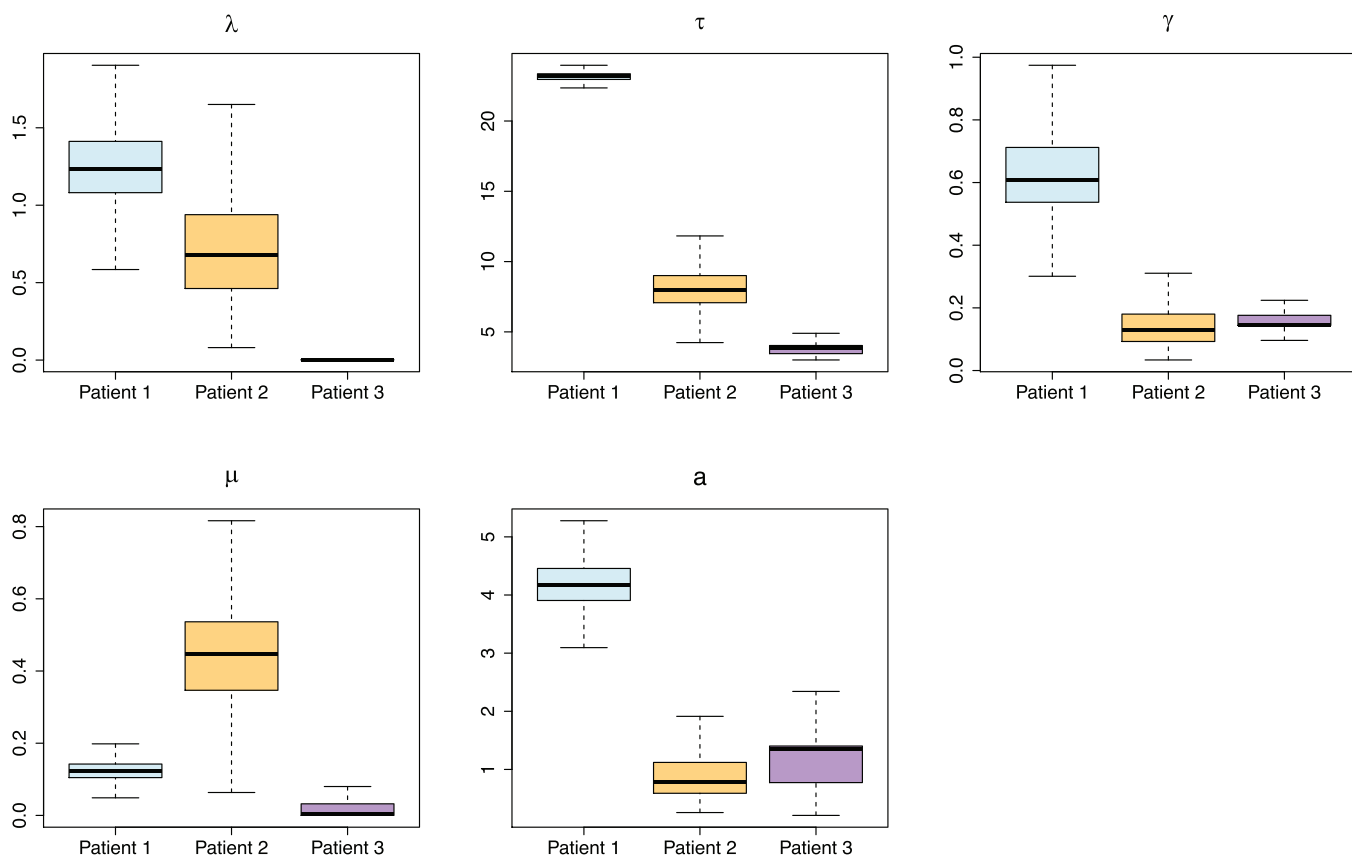 λ
0.0 0.5 1.0 1.5
Patient 1 Patient 2 Patient 3
τ
5 10 15 20
Patient 1 Patient 2 Patient 3
γ
0.0 0.2 0.4 0.6 0.8 1.0
Patient 1 Patient 2 Patient 3
μ
0.0 0.2 0.4 0.6 0.8
Patient 1 Patient 2 Patient 3
a
1 2 3 4 5
Patient 1 Patient 2 Patient 3